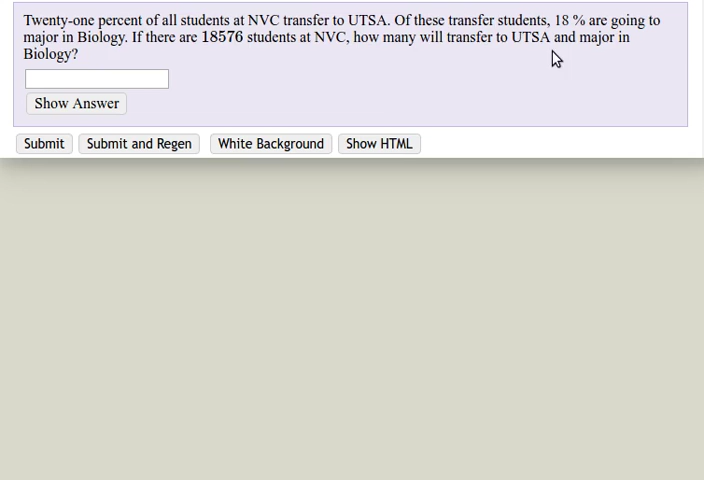 Twenty-one percent of all students at NVC transfer to UTSA. Of these transfer students, 18 % are going to
major in Biology. If there are 18576 students at NVC, how many will transfer to UTSA and major in
Biology?
Show Answer
Submit Submit and Regen White Background Show HTML